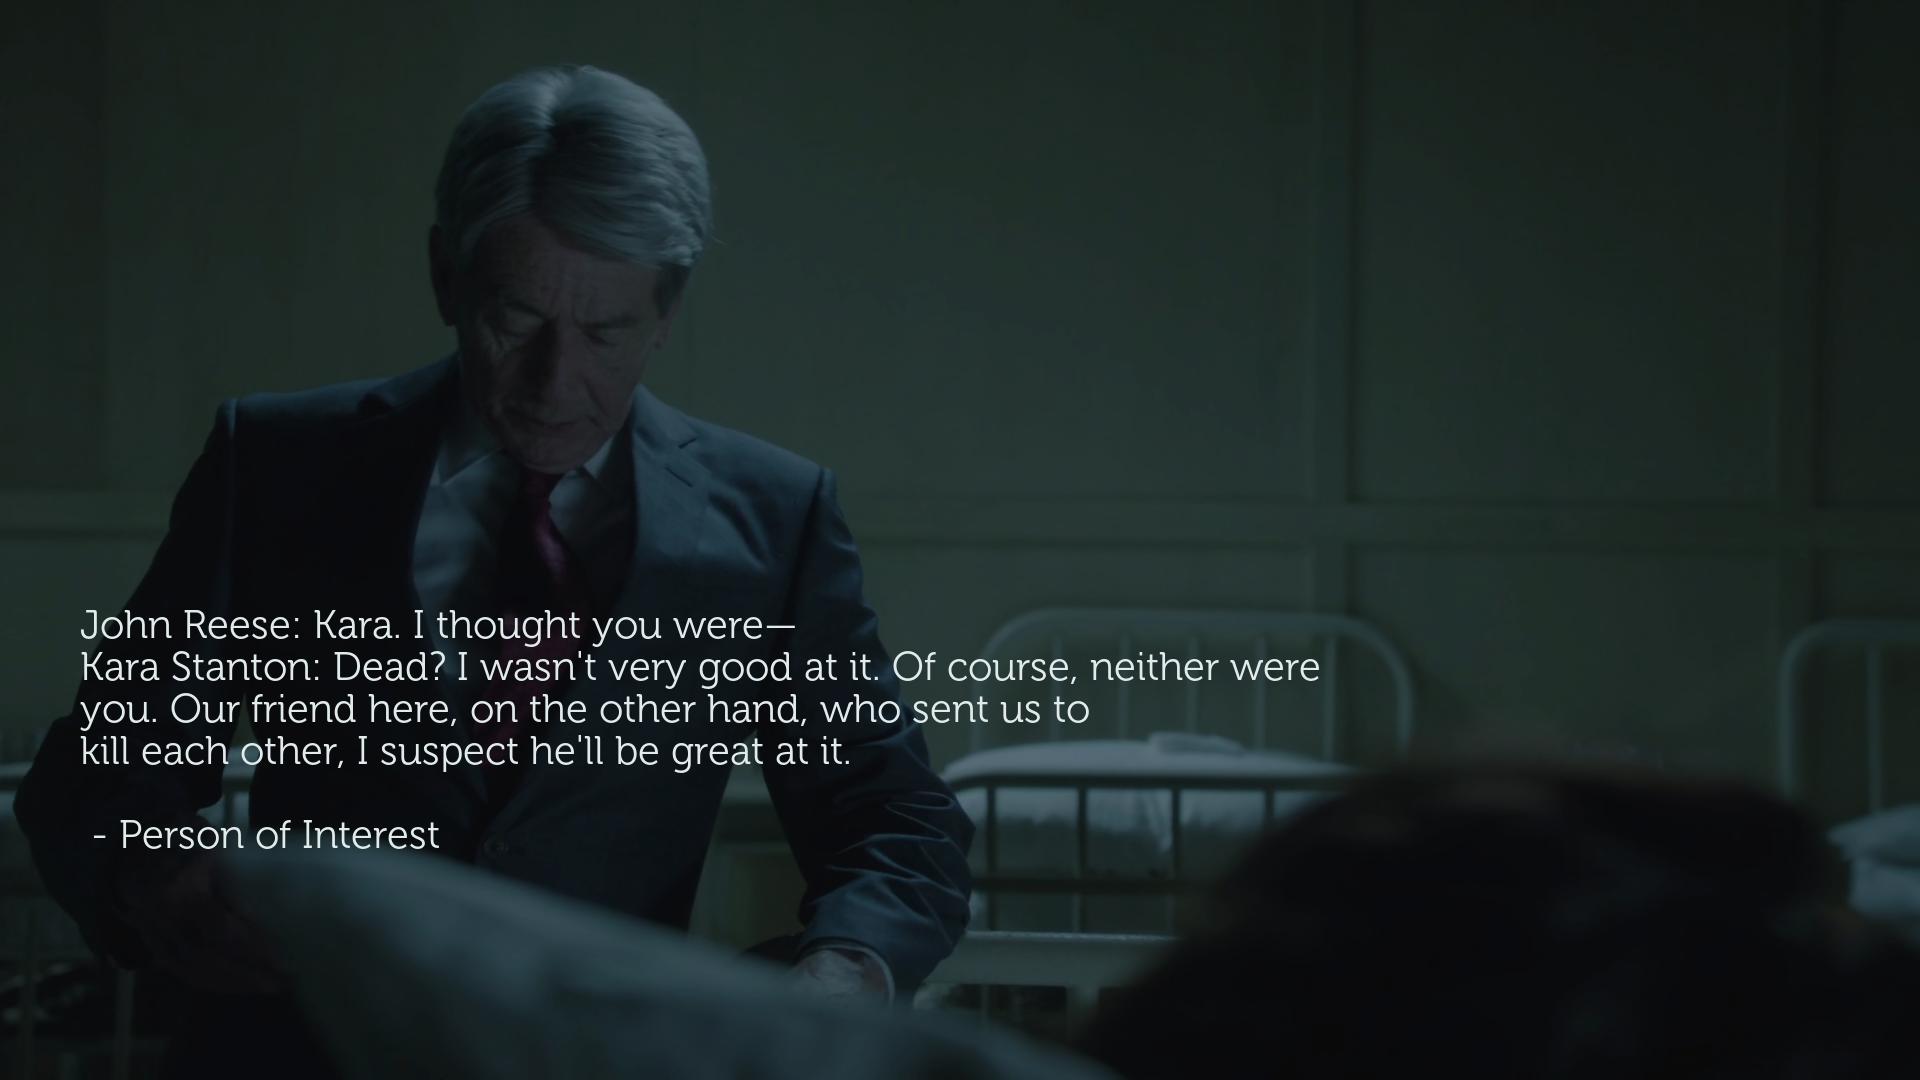 John Reese: Kara. I thought you were—
Kara Stanton: Dead? I wasn't very good at it. Of course, neither were
you. Our friend here, on the other hand, who sent us to
kill each other, I suspect he'll be great at it.
- Person of Interest